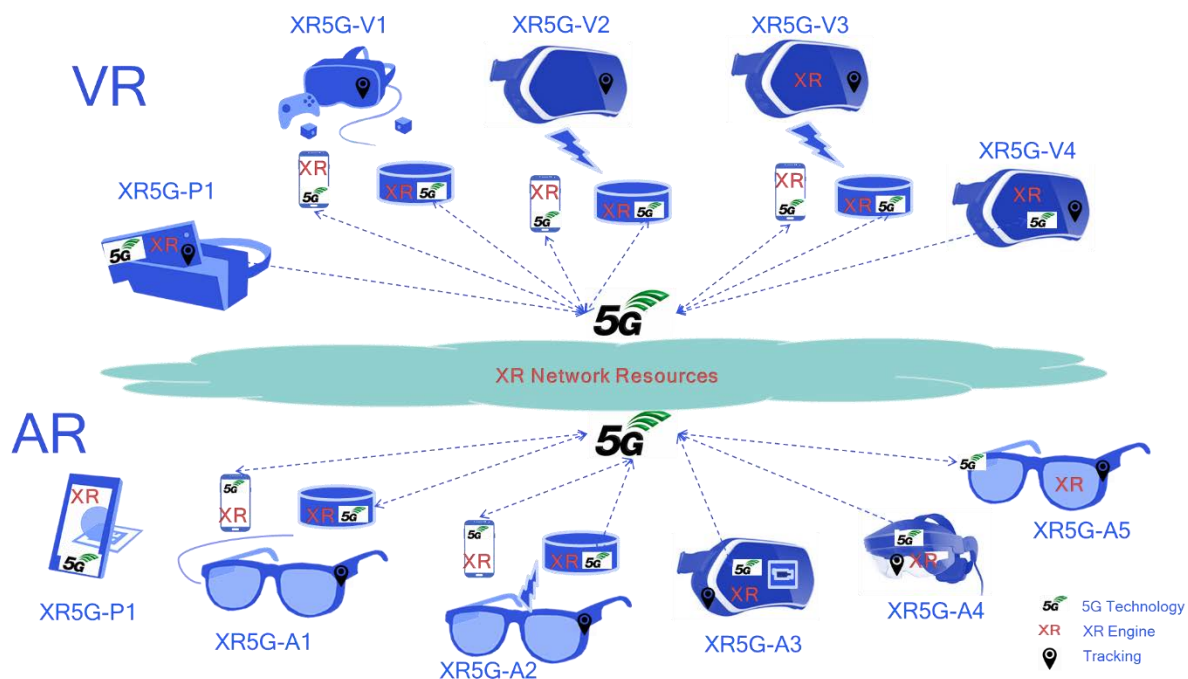 VR
XR5G-V1
XR5G-V2
XR5G-V3
XR
XR5G-V4
XR
5G
XR5G-P1
5G
XR
XR
5G
XR 5G
XR
5G
XR 5G
XR
5G
XR 5G
5G
XR Network Resources
5G
AR
XR
5G
XR5G-P1
5G
XR
XR 5G
XR5G-A1
5G
XR
XR 5G
XR5G-A2
5G
XR
XR5G-A3
5G
XR
XR5G-A4
5G
XR
XR5G-A5
5G 5G Technology
XR XR Engine
Tracking